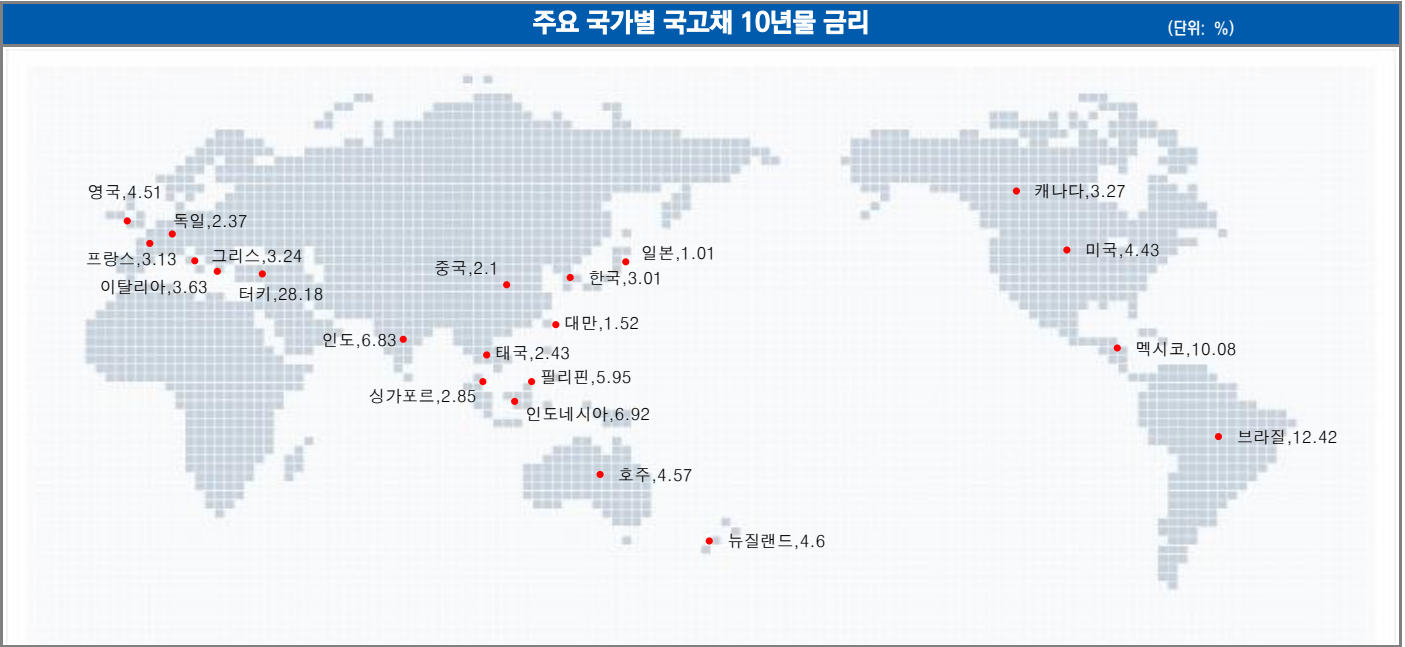 주요 국가별 국고채 10년물 금리
(단위: %)
영국,4.51
독일,2.37
프랑스,3.13
그리스,3.24
이탈리아,3.63
터키,28.18
중국,2.1
일본,1.01
한국,3.01
대만,1.52
인도,6.83
태국,2.43
필리핀,5.95
싱가포르,2.85
인도네시아,6.92
호주,4.57
뉴질랜드,4.6
캐나다,3.27
미국,4.43
멕시코,10.08
브라질,12.42